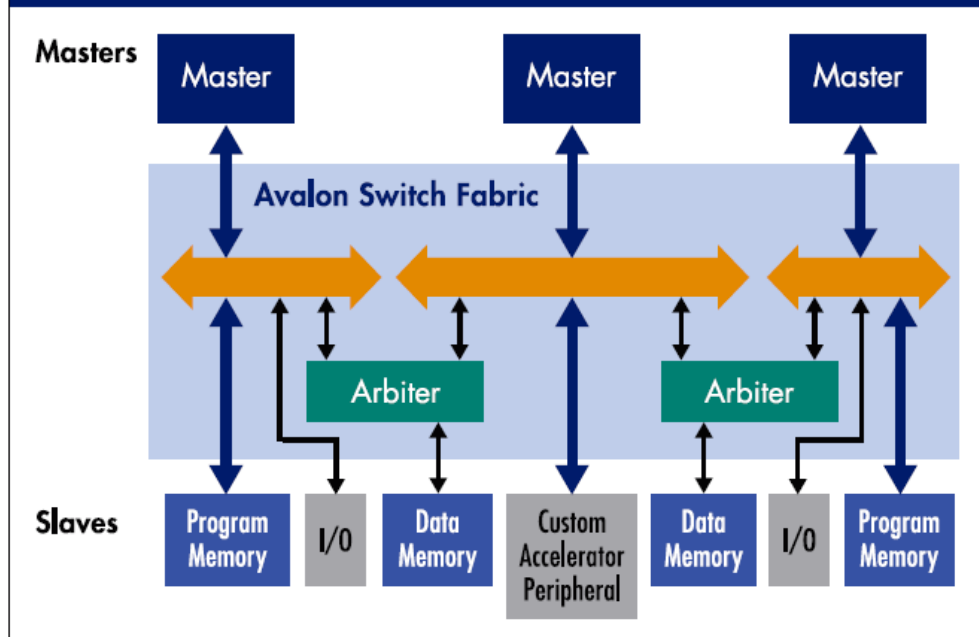 Masters
Master
Master
Master
Avalon Switch Fabric
Arbiter
Arbiter
Slaves
Program
Memory
I/O
Data
Memory
Custom
Accelerator
Peripheral
Data
Memory
I/O
Program
Memory